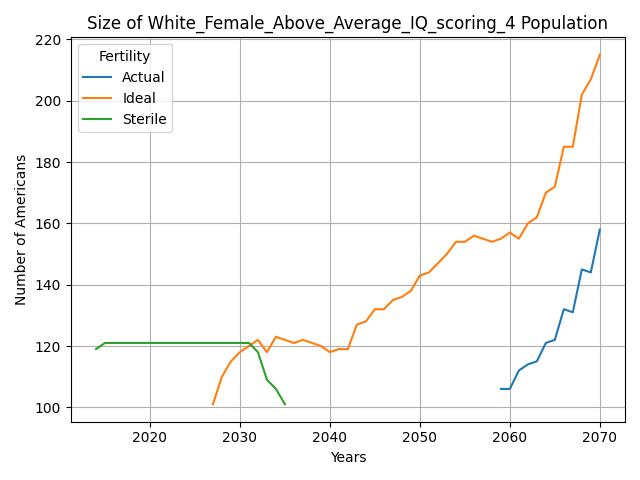 Size of White_Female_Above_Average_IQ_scoring_4 Population
220
200
180
160
140
120
100
Number of Americans
Fertility
Actual
Ideal
Sterile
2020 2030 2040 2050 2060 2070
Years